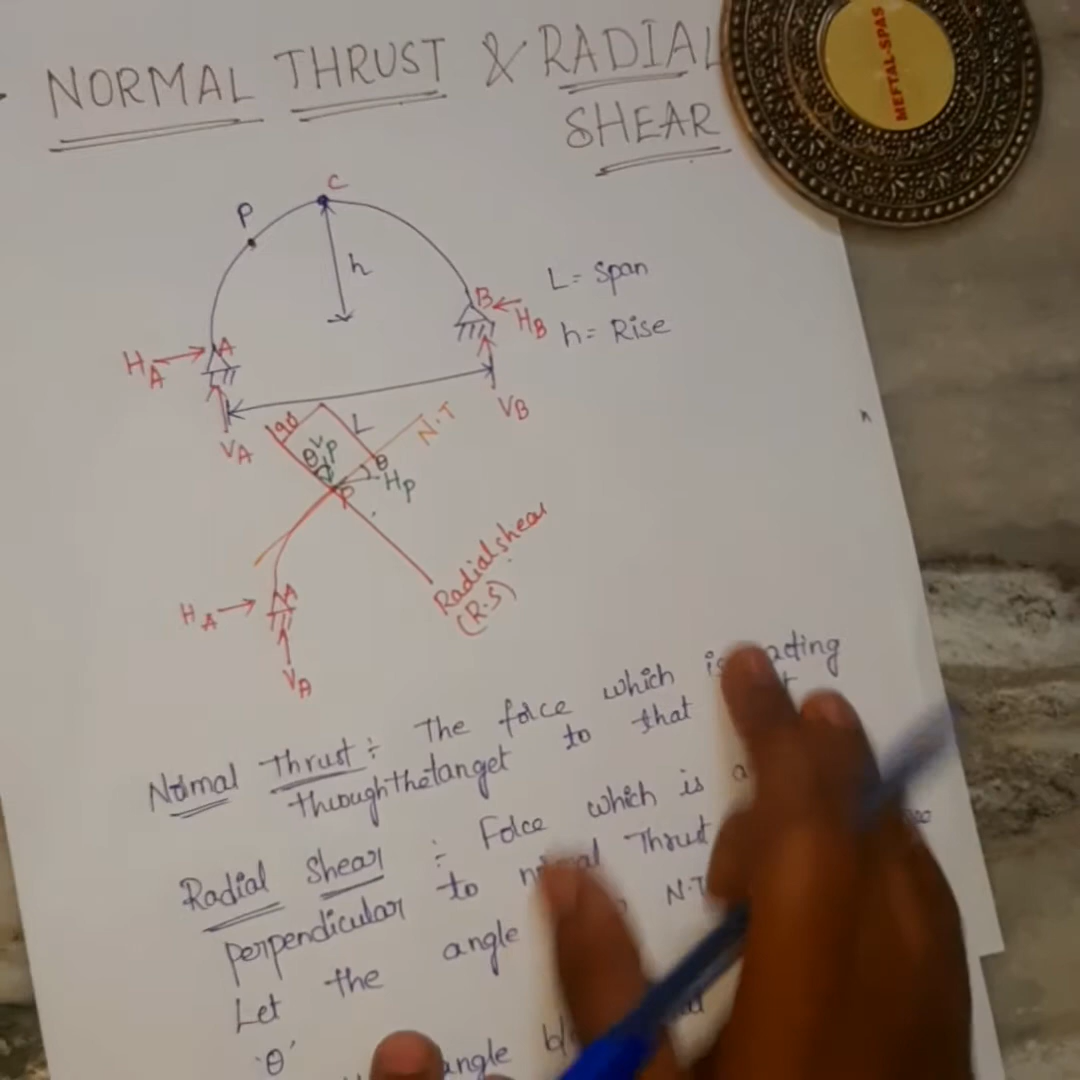 NORMAL THRUST & RADIAL
SHEAR
MEFTAL-SPAS
C
P
h
L = Span
h = Rise
A
B
HA
HB
VA
VB
L
90
θ
VP
N.T
θ
HP
P
Radial shear
(R.S)
HA
A
VA
Normal Thrust : The force which is acting
through the tanget to that
Radial Shear : Force which is
perpendicular to normal Thrust
Let the angle N.T
'θ'
angle b/